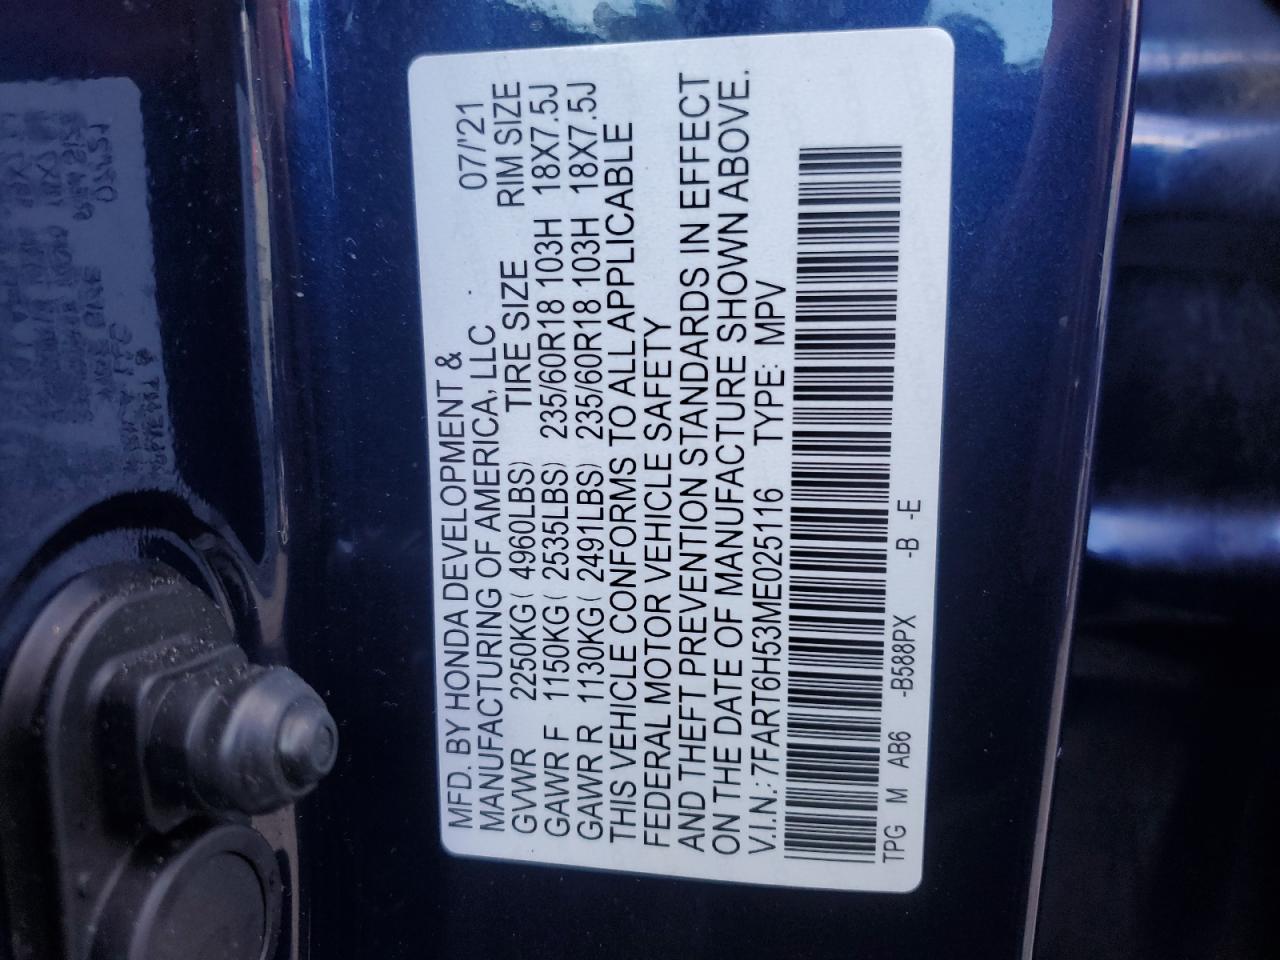 MFD. BY HONDA DEVELOPMENT &
MANUFACTURING OF AMERICA, LLC 07/'21
GVWR 2250KG( 4960LBS) TIRE SIZE RIM SIZE
GAWR F 1150KG( 2535LBS) 235/60R18 103H 18X7.5J
GAWR R 1130KG( 2491LBS) 235/60R18 103H 18X7.5J
THIS VEHICLE CONFORMS TO ALL APPLICABLE
FEDERAL MOTOR VEHICLE SAFETY
AND THEFT PREVENTION STANDARDS IN EFFECT
ON THE DATE OF MANUFACTURE SHOWN ABOVE.
V.I.N.:7FART6H53ME025116 TYPE: MPV
TPG M AB6 -B588PX -B -E